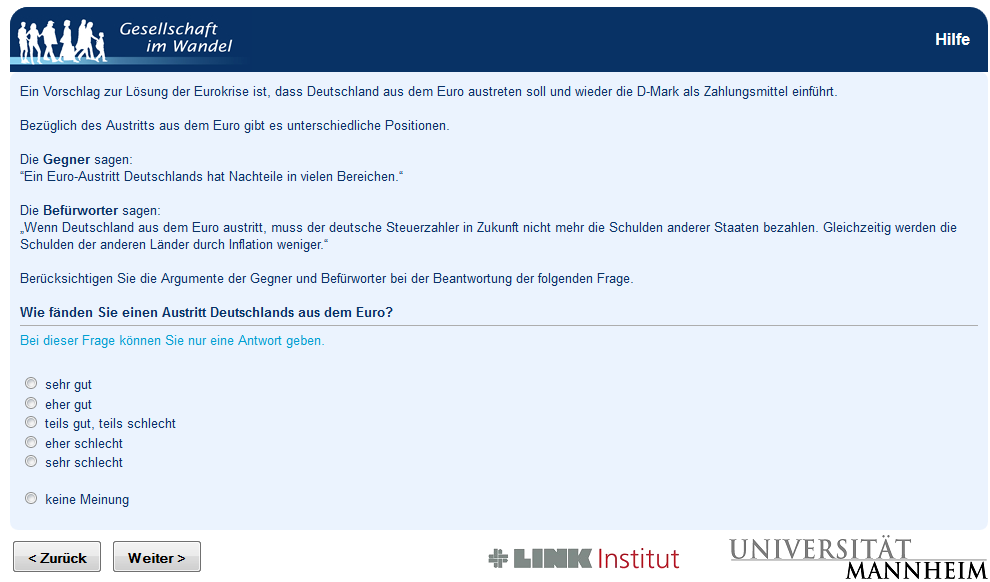 Gesellschaft
im Wandel
Hilfe
Ein Vorschlag zur Lösung der Eurokrise ist, dass Deutschland aus dem Euro austreten soll und wieder die D-Mark als Zahlungsmittel einführt.
Bezüglich des Austritts aus dem Euro gibt es unterschiedliche Positionen.
Die Gegner sagen:
“Ein Euro-Austritt Deutschlands hat Nachteile in vielen Bereichen.“
Die Befürworter sagen:
„Wenn Deutschland aus dem Euro austritt, muss der deutsche Steuerzahler in Zukunft nicht mehr die Schulden anderer Staaten bezahlen. Gleichzeitig werden die
Schulden der anderen Länder durch Inflation weniger.“
Berücksichtigen Sie die Argumente der Gegner und Befürworter bei der Beantwortung der folgenden Frage.
Wie fänden Sie einen Austritt Deutschlands aus dem Euro?
Bei dieser Frage können Sie nur eine Antwort geben.
sehr gut
eher gut
teils gut, teils schlecht
eher schlecht
sehr schlecht
keine Meinung
< Zurück
Weiter >
LINK Institut
UNIVERSITÄT
MANNHEIM